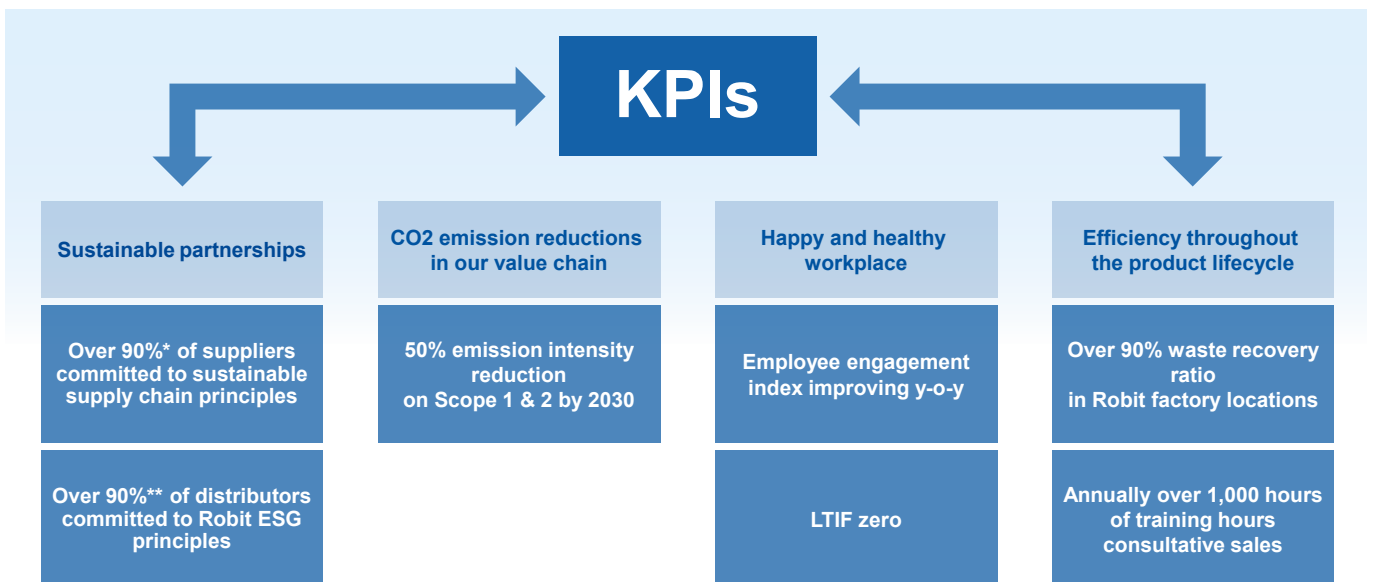 KPIs
Sustainable partnerships
Over 90%* of suppliers
committed to sustainable
supply chain principles
Over 90%** of distributors
committed to Robit ESG
principles
CO2 emission reductions
in our value chain
50% emission intensity
reduction
on Scope 1 & 2 by 2030
Happy and healthy
workplace
Employee engagement
index improving y-o-y
LTIF zero
Efficiency throughout
the product lifecycle
Over 90% waste recovery
ratio
in Robit factory locations
Annually over 1,000 hours
of training hours
consultative sales